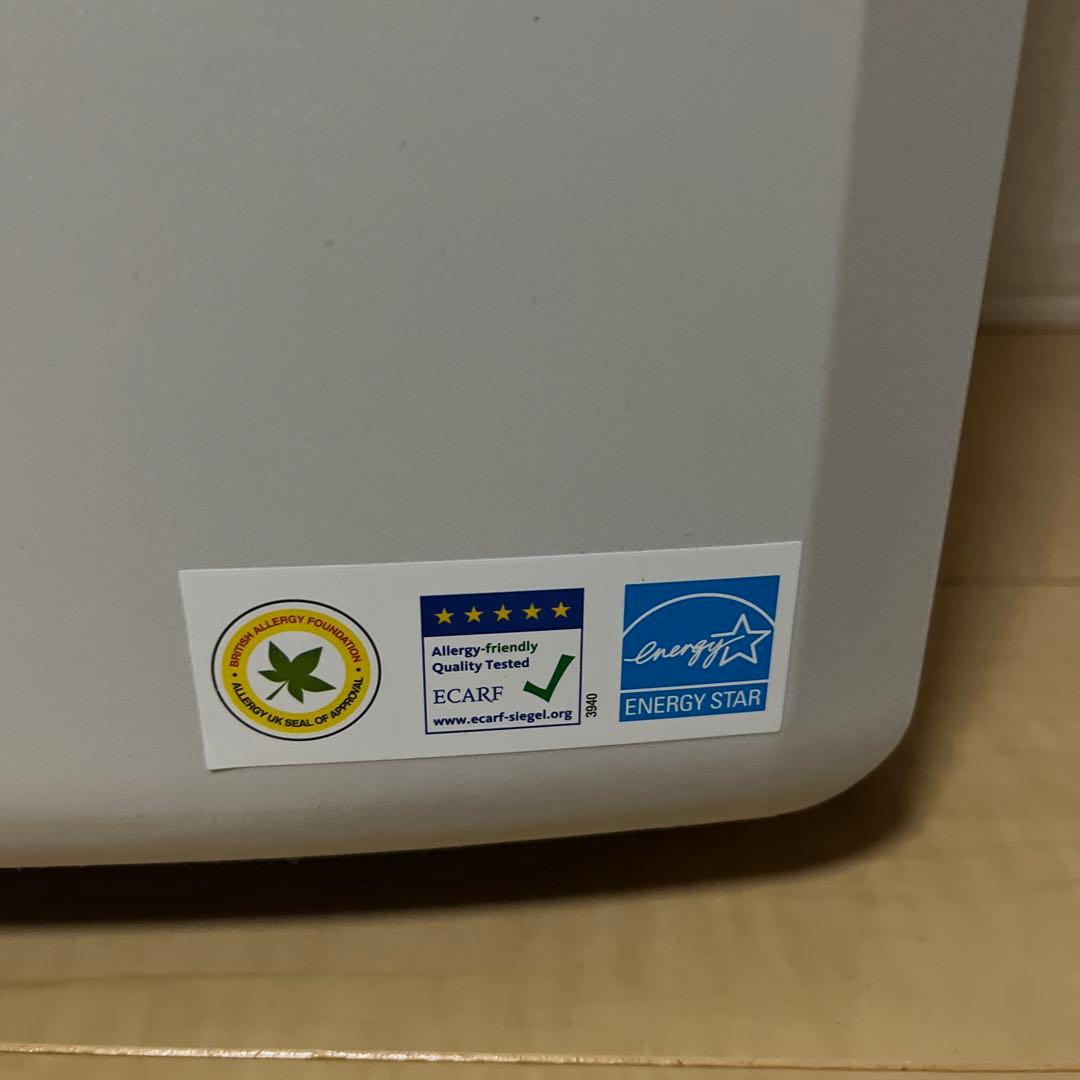 BRITISH ALLERGY FOUNDATION
ALLERGY UK SEAL OF APPROVAL
Allergy-friendly
Quality Tested
ECARF
www.ecarf-siegel.org
3940
energy
ENERGY STAR